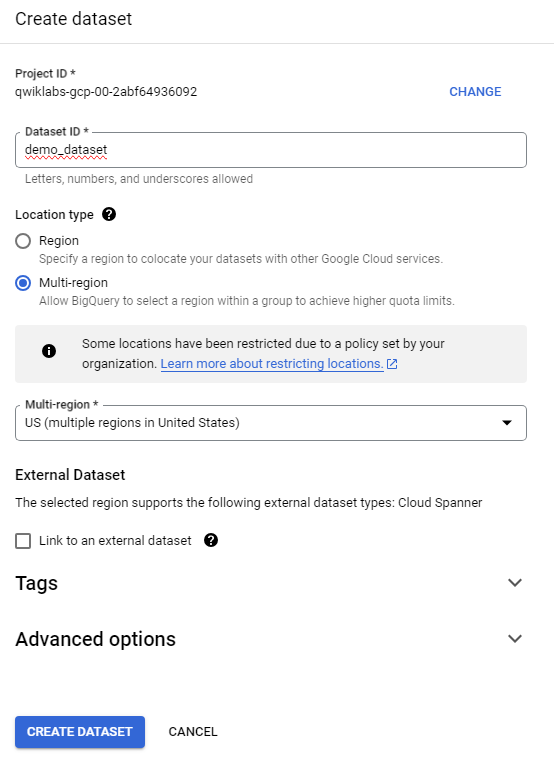 Create dataset
Project ID *
qwiklabs-gcp-00-2abf64936092
CHANGE
Dataset ID *
demo_dataset
Letters, numbers, and underscores allowed
Location type
Region
Specify a region to colocate your datasets with other Google Cloud services.
Multi-region
Allow BigQuery to select a region within a group to achieve higher quota limits.
Some locations have been restricted due to a policy set by your
organization. Learn more about restricting locations.
Multi-region *
US (multiple regions in United States)
External Dataset
The selected region supports the following external dataset types: Cloud Spanner
Link to an external dataset
Tags
Advanced options
CREATE DATASET
CANCEL